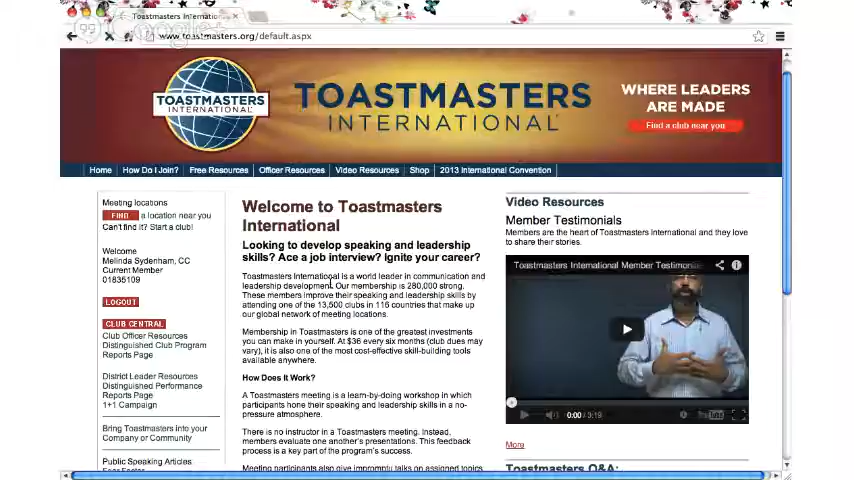 Toastmasters Internation
Google+
www.toastmasters.org/default.aspx
TOASTMASTERS
INTERNATIONAL
TOASTMASTERS
INTERNATIONAL
WHERE LEADERS
ARE MADE
Find a club near you
Home
How Do I Join?
Free Resources
Officer Resources
Video Resources
Shop
2013 International Convention
Meeting locations
FIND a location near you
Can't find it? Start a club!
Welcome
Melinda Sydenham, CC
Current Member
01835109
LOGOUT
CLUB CENTRAL
Club Officer Resources
Distinguished Club Program
Reports Page
District Leader Resources
Distinguished Performance
Reports Page
1+1 Campaign
Bring Toastmasters into your
Company or Community
Public Speaking Articles
Welcome to Toastmasters
International
Looking to develop speaking and leadership
skills? Ace a job interview? Ignite your career?
Toastmasters International is a world leader in communication and
leadership development. Our membership is 280,000 strong.
These members improve their speaking and leadership skills by
attending one of the 13,500 clubs in 116 countries that make up
our global network of meeting locations.
Membership in Toastmasters is one of the greatest investments
you can make in yourself. At $36 every six months (club dues may
vary), it is also one of the most cost-effective skill-building tools
available anywhere.
How Does It Work?
A Toastmasters meeting is a learn-by-doing workshop in which
participants hone their speaking and leadership skills in a no-
pressure atmosphere.
There is no instructor in a Toastmasters meeting. Instead,
members evaluate one another's presentations. This feedback
process is a key part of the program's success.
Meeting participants also give impromptu talks on assigned topics
Video Resources
Member Testimonials
Members are the heart of Toastmasters International and they love
to share their stories.
Toastmasters International Member Testimonia
0:00 / 3:19
More
Toastmasters Q&A: